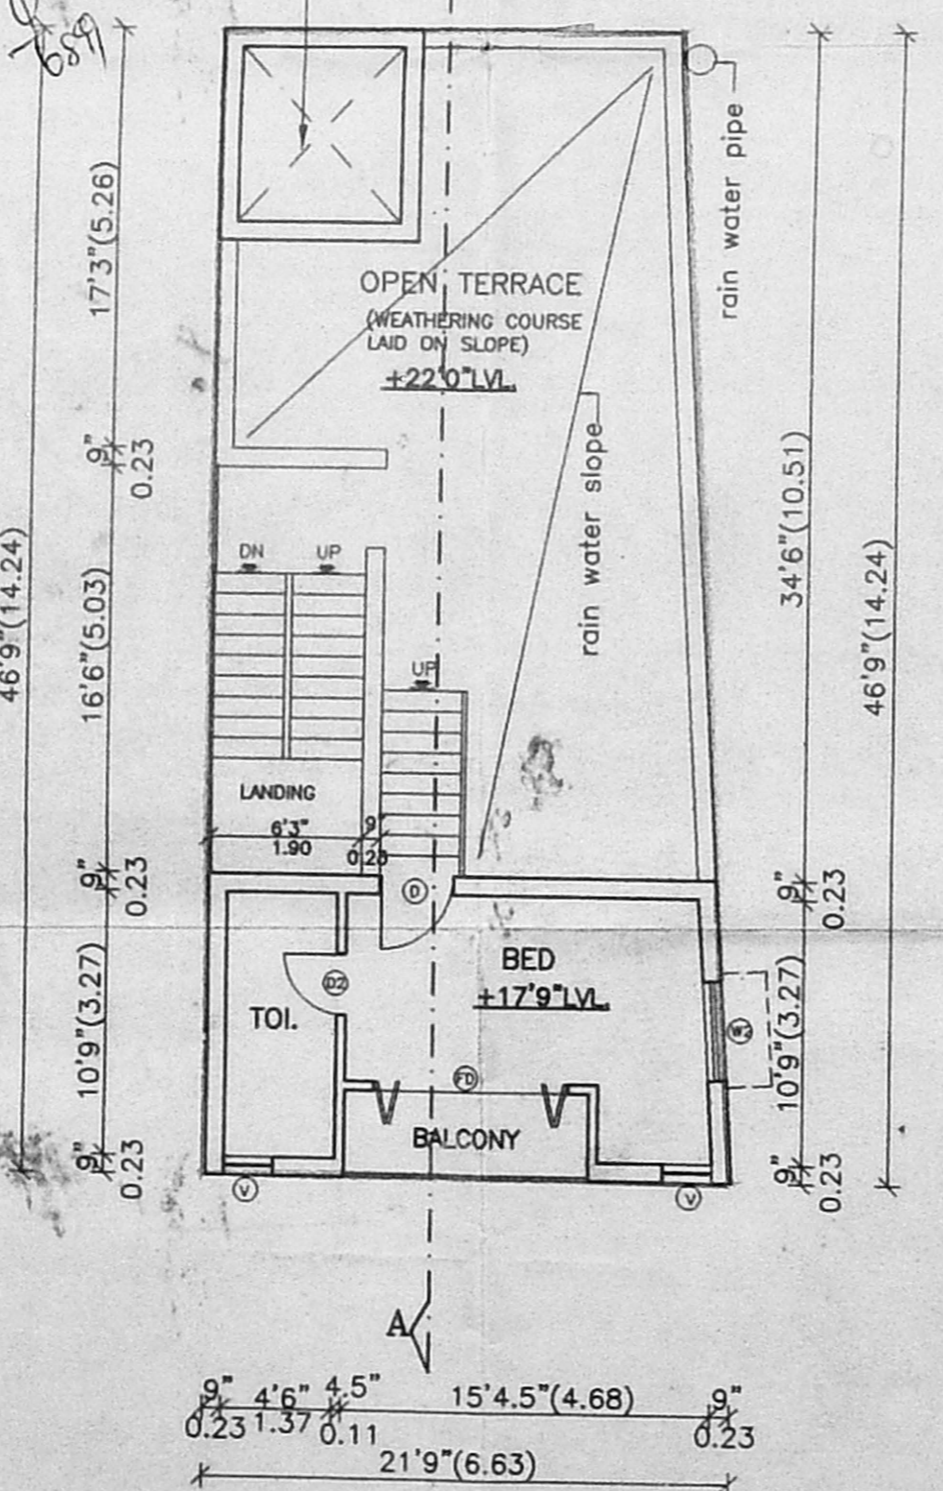 6599
17'3"(5.26)
9"
0.23
16'6"(5.03)
46'9"(14.24)
9"
0.23
10'9"(3.27)
9"
0.23
OPEN TERRACE
(WEATHERING COURSE
LAID ON SLOPE)
+22'0"LVL.
rain water pipe
rain water slope
DN
UP
UP
LANDING
6'3"
1.90
9"
0.23
D
BED
+17'9"LVL.
D2
TOI.
FD
BALCONY
W2
V
V
34'6"(10.51)
46'9"(14.24)
9"
0.23
10'9"(3.27)
9"
0.23
A
9"
0.23
4'6"
1.37
4.5"
0.11
15'4.5"(4.68)
9"
0.23
21'9"(6.63)